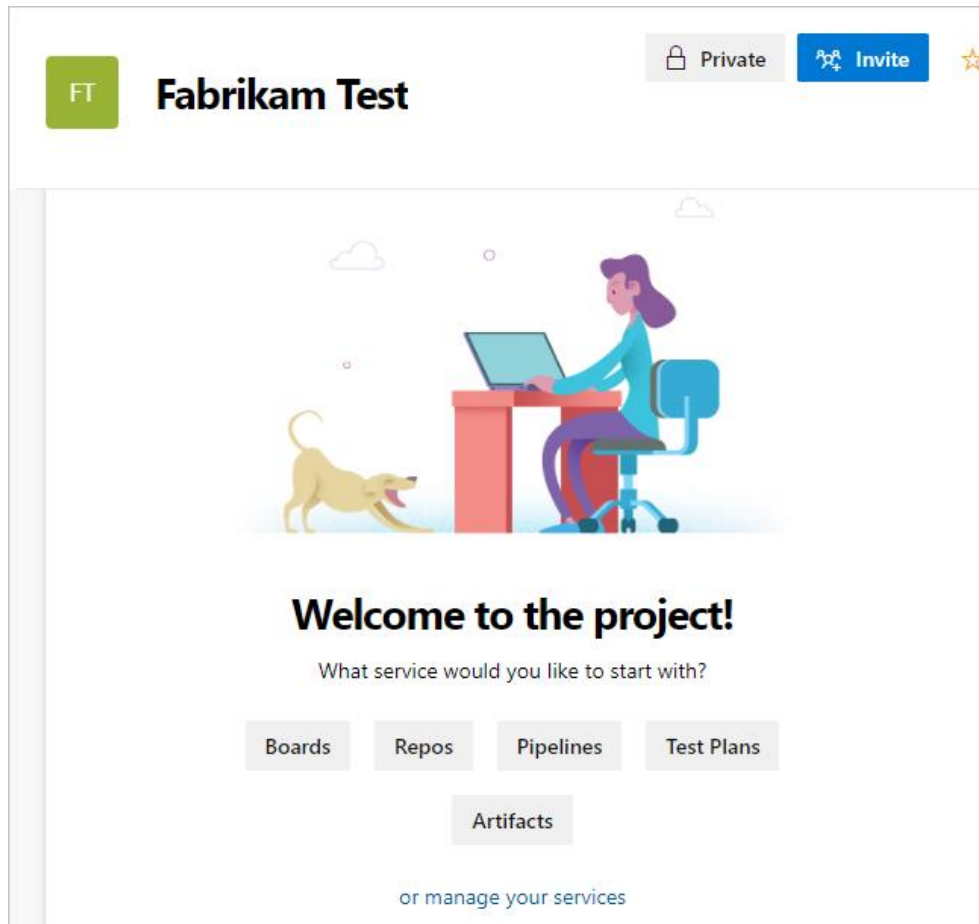 FT
Fabrikam Test
Private
Invite
Welcome to the project!
What service would you like to start with?
Boards
Repos
Pipelines
Test Plans
Artifacts
or manage your services